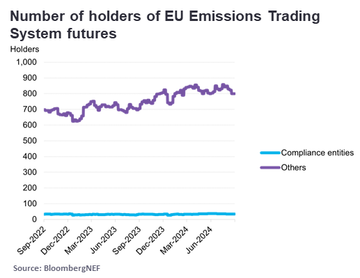 Number of holders of EU Emissions Trading
System futures
Holders
1,000
900
800
700
600
500
400
300
200
100
0
Sep-2022
Dec-2022
Mar-2023
Jun-2023
Sep-2023
Dec-2023
Mar-2024
Jun-2024
Compliance entities
Others
Source: BloombergNEF